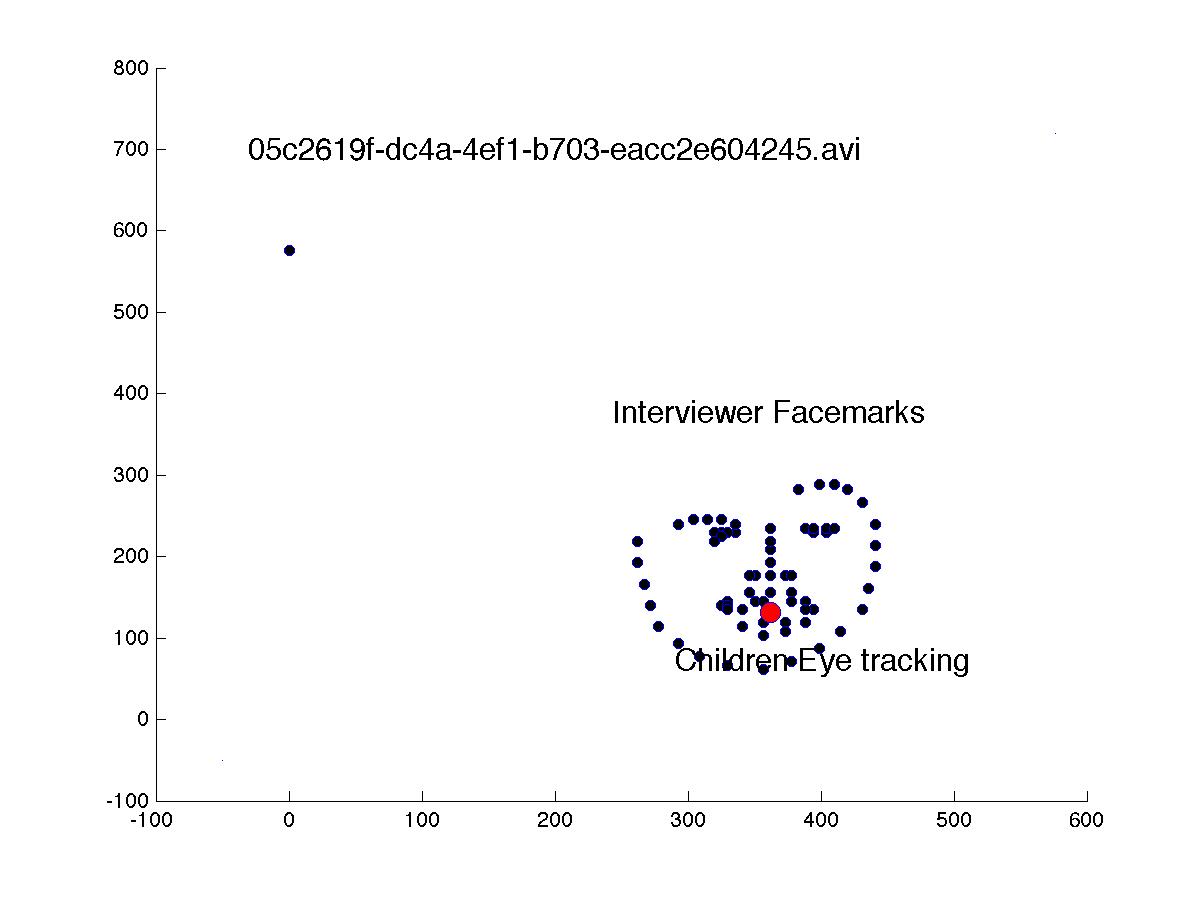 800
05c2619f-dc4a-4ef1-b703-eacc2e604245.avi
700
600
500
400
Interviewer Facemarks
300
200
100
Children Eye tracking
0
-100
-100 0 100 200 300 400 500 600